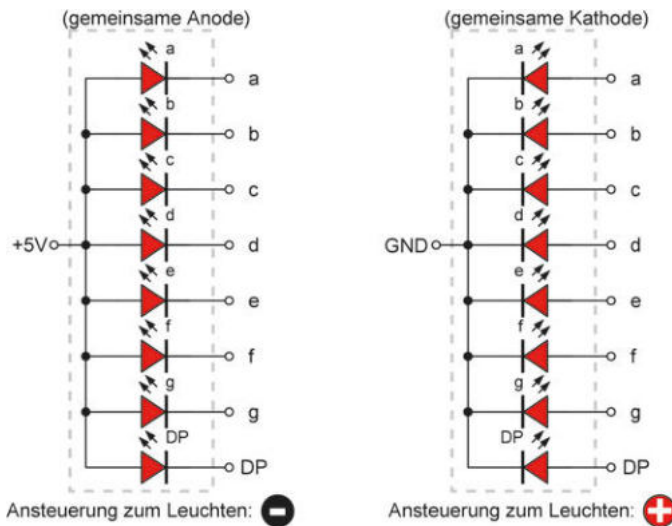 (gemeinsame Anode)
a
a
b
b
c
c
d
+5V
d
e
e
f
f
g
g
DP
DP
Ansteuerung zum Leuchten: -
(gemeinsame Kathode)
a
a
b
b
c
c
d
GND
d
e
e
f
f
g
g
DP
DP
Ansteuerung zum Leuchten: +